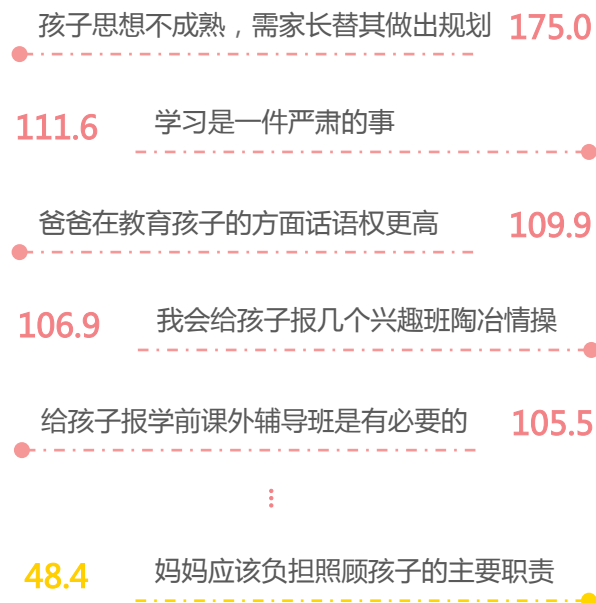 孩子思想不成熟，需家长替其做出规划 175.0
111.6 学习是一件严肃的事
爸爸在教育孩子的方面话语权更高 109.9
106.9 我会给孩子报几个兴趣班陶冶情操
给孩子报学前课外辅导班是有必要的 105.5
48.4 妈妈应该负担照顾孩子的主要职责